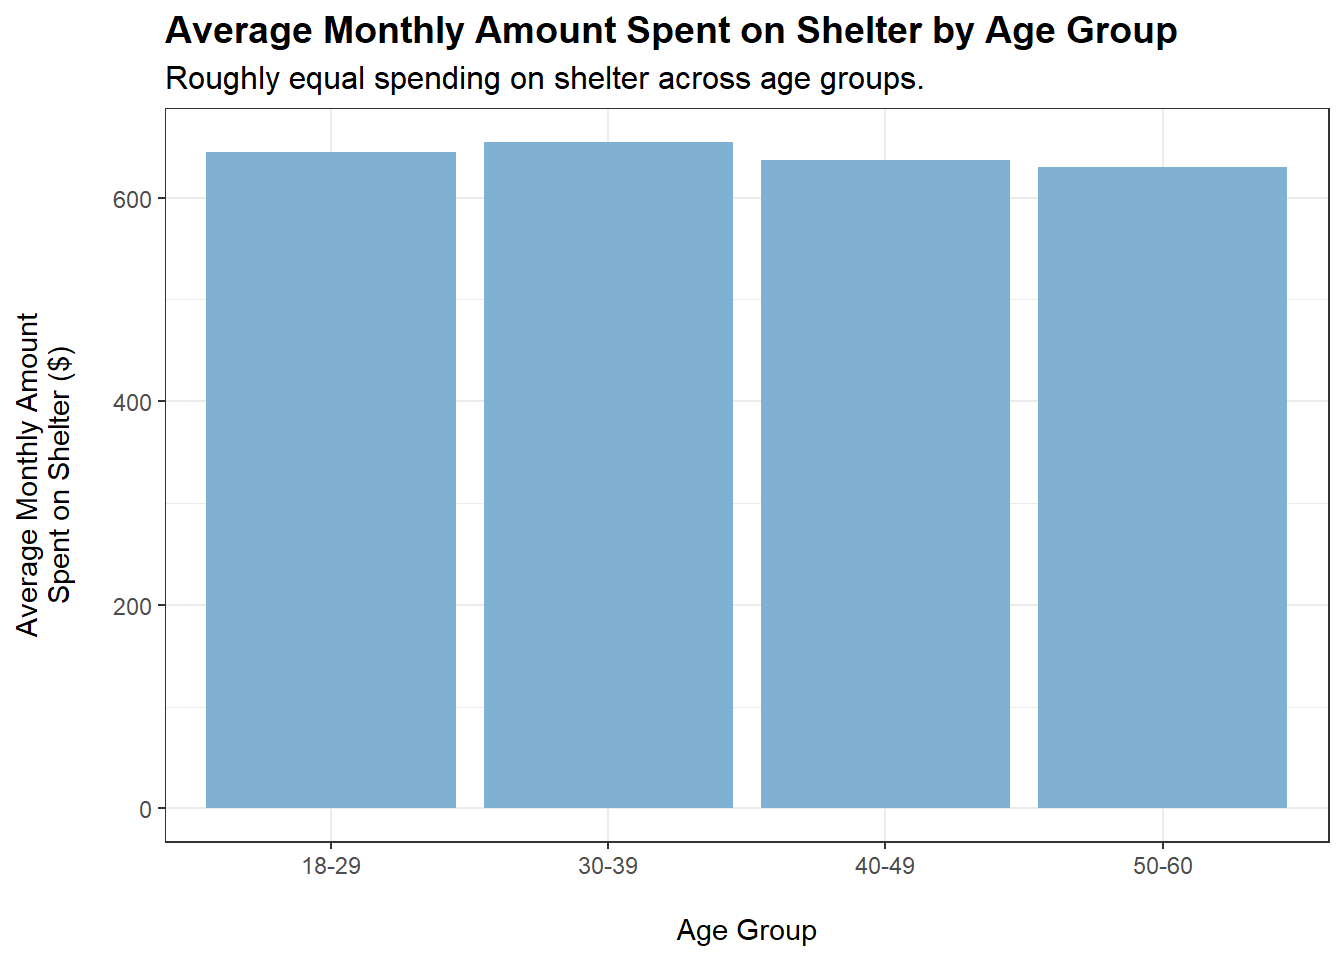 Average Monthly Amount Spent on Shelter by Age Group
Roughly equal spending on shelter across age groups.
Average Monthly Amount
Spent on Shelter ($)
600
400
200
0
18-29
30-39
40-49
50-60
Age Group